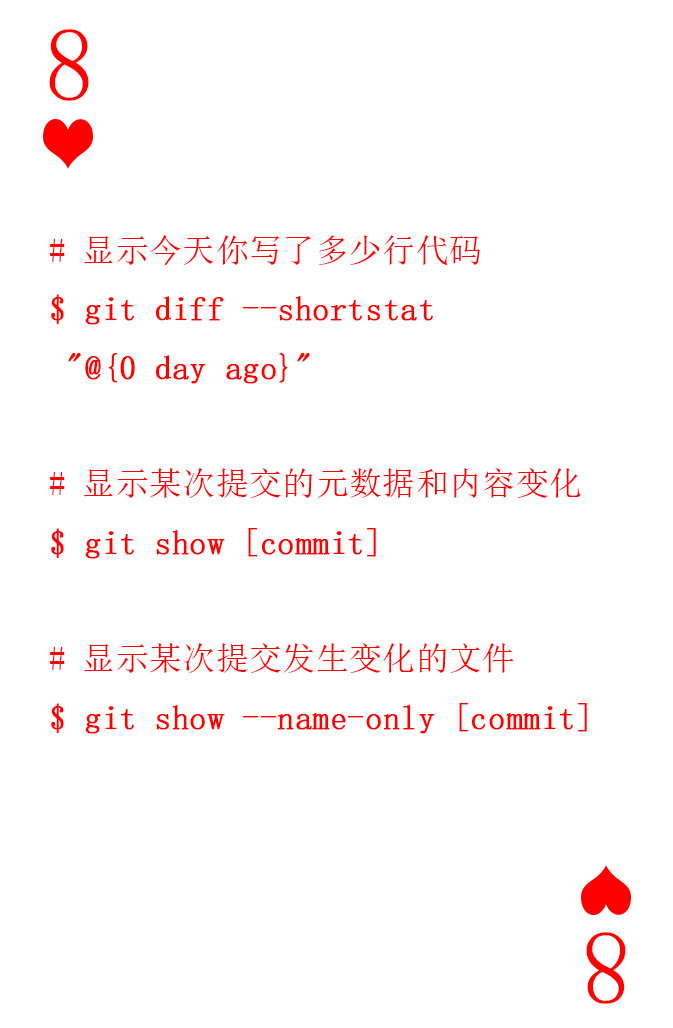 8
# 显示今天你写了多少行代码
$ git diff --shortstat
"@{0 day ago}"
# 显示某次提交的元数据和内容变化
$ git show [commit]
# 显示某次提交发生变化的文件
$ git show --name-only [commit]
8